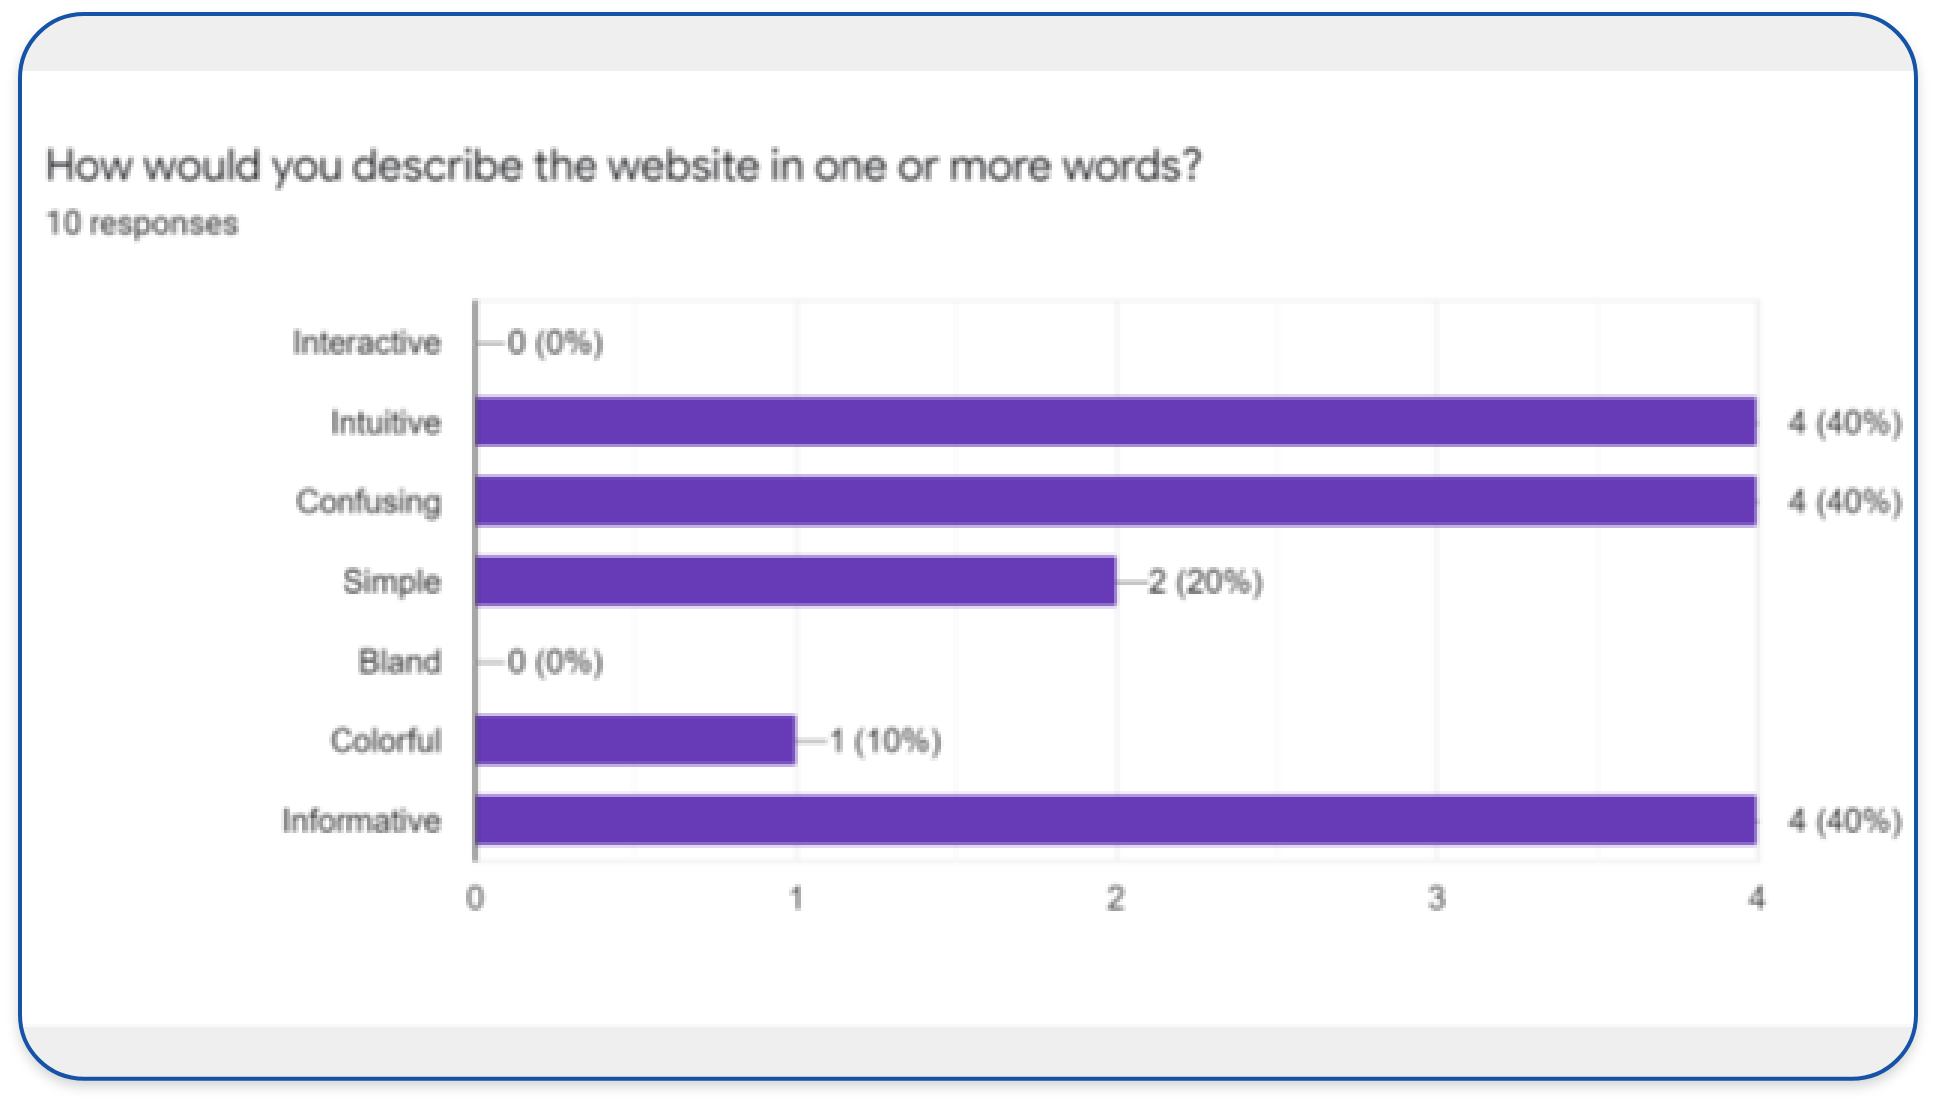 How would you describe the website in one or more words?
10 responses
Interactive 0 (0%)
Intuitive 4 (40%)
Confusing 4 (40%)
Simple 2 (20%)
Bland 0 (0%)
Colorful 1 (10%)
Informative 4 (40%)
0 1 2 3 4